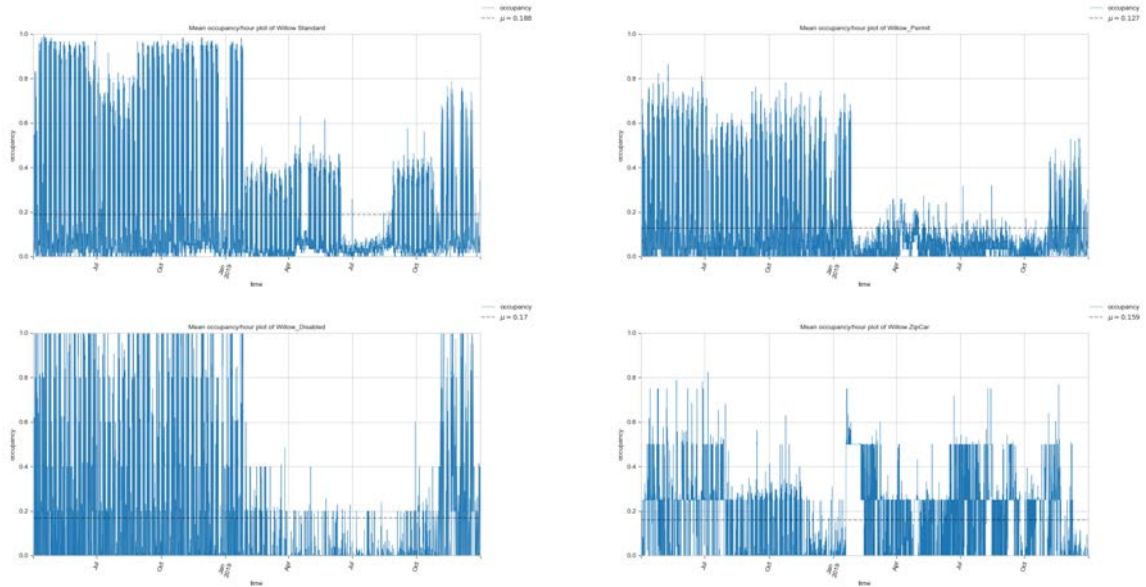 occupancy
μ = 0.188
Mean occupancy/hour plot of Willow Standard
1.0
0.8
0.6
0.4
0.2
0.0
occupancy
Jul
Oct
Jan
2019
Apr
Jul
Oct
time
occupancy
μ = 0.127
Mean occupancy/hour plot of Willow_Permit
1.0
0.8
0.6
0.4
0.2
0.0
occupancy
Jul
Oct
Jan
2019
Apr
Jul
Oct
time
occupancy
μ = 0.17
Mean occupancy/hour plot of Willow_Disabled
1.0
0.8
0.6
0.4
0.2
0.0
occupancy
Jul
Oct
Jan
2019
Apr
Jul
Oct
time
occupancy
μ = 0.159
Mean occupancy/hour plot of Willow ZipCar
1.0
0.8
0.6
0.4
0.2
0.0
occupancy
Jul
Oct
Jan
2019
Apr
Jul
Oct
time